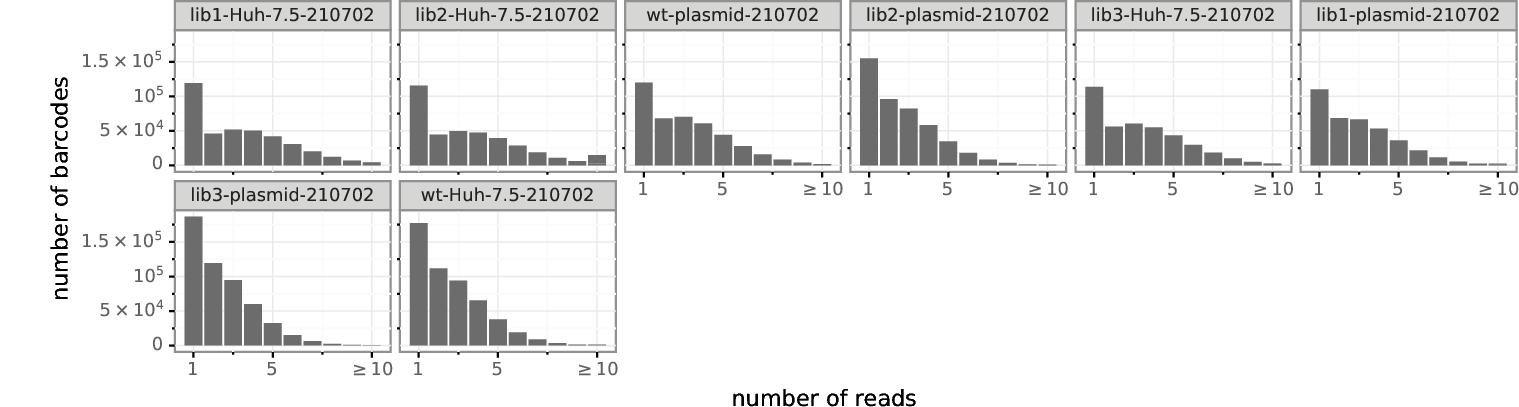 lib1-Huh-7.5-210702 lib2-Huh-7.5-210702 wt-plasmid-210702 lib2-plasmid-210702 lib3-Huh-7.5-210702 lib1-plasmid-210702
1.5 × 10⁵
10⁵
5 × 10⁴
0
1 5 ≥ 10 1 5 ≥ 10 1 5 ≥ 10 1 5 ≥ 10
lib3-plasmid-210702 wt-Huh-7.5-210702
1.5 × 10⁵
10⁵
5 × 10⁴
0
1 5 ≥ 10 1 5 ≥ 10
number of barcodes
number of reads